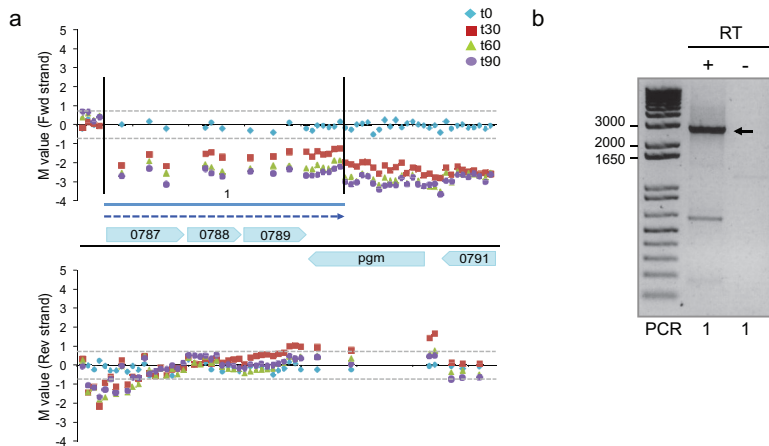 a
t0
t30
t60
t90
M value (Fwd strand)
5
4
3
2
1
0
-1
-2
-3
-4
1
0787
0788
0789
pgm
0791
M value (Rev strand)
5
4
3
2
1
0
-1
-2
-3
-4
b
RT
+ -
3000
2000
1650
PCR 1 1